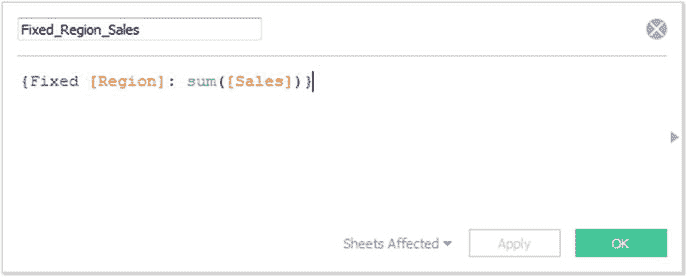 Fixed_Region_Sales
{Fixed [Region]: sum([Sales])}
Sheets Affected
Apply
OK